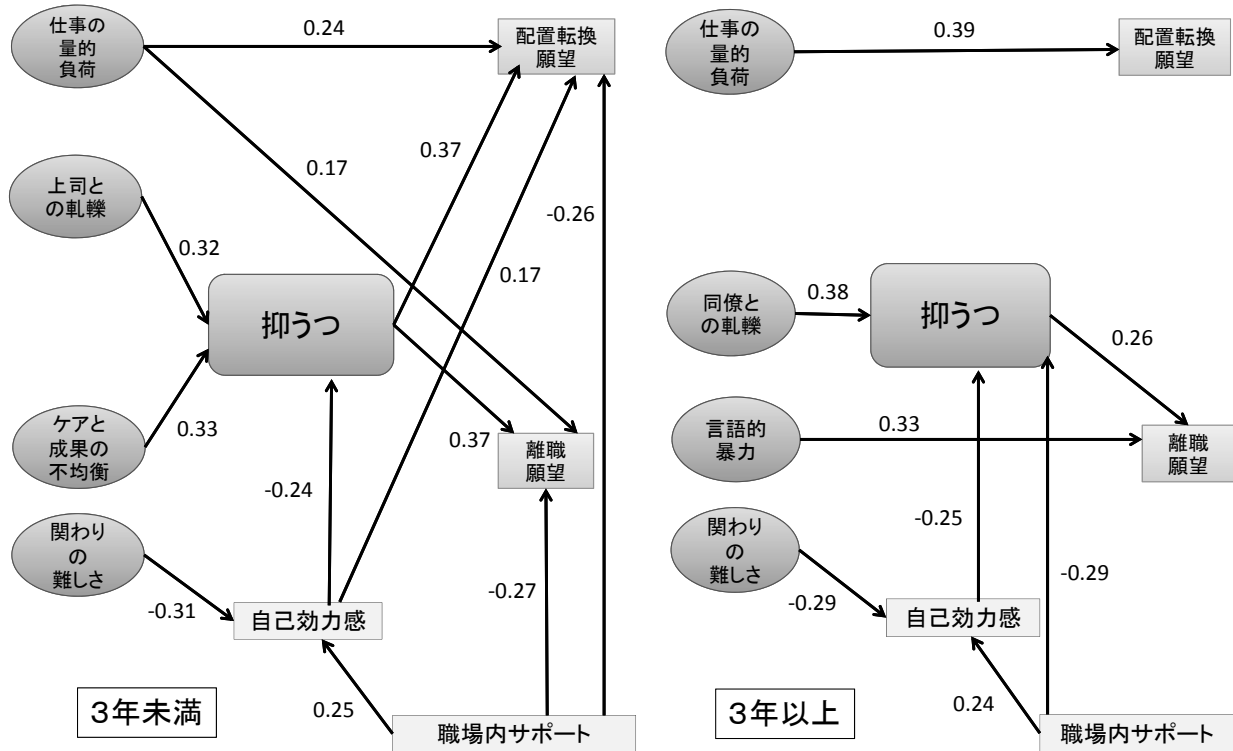 仕事の
量的
負荷
0.24
配置転換
願望
0.37
0.17
上司と
の軋轢
-0.26
0.32
0.17
抑うつ
ケアと
成果の
不均衡
0.33
0.37
離職
願望
-0.24
関わり
の
難しさ
-0.31
-0.27
自己効力感
3年未満
0.25
職場内サポート
仕事の
量的
負荷
0.39
配置転換
願望
同僚と
の軋轢
0.38
抑うつ
0.26
言語的
暴力
0.33
離職
願望
-0.25
関わり
の
難しさ
-0.29
-0.29
自己効力感
3年以上
0.24
職場内サポート